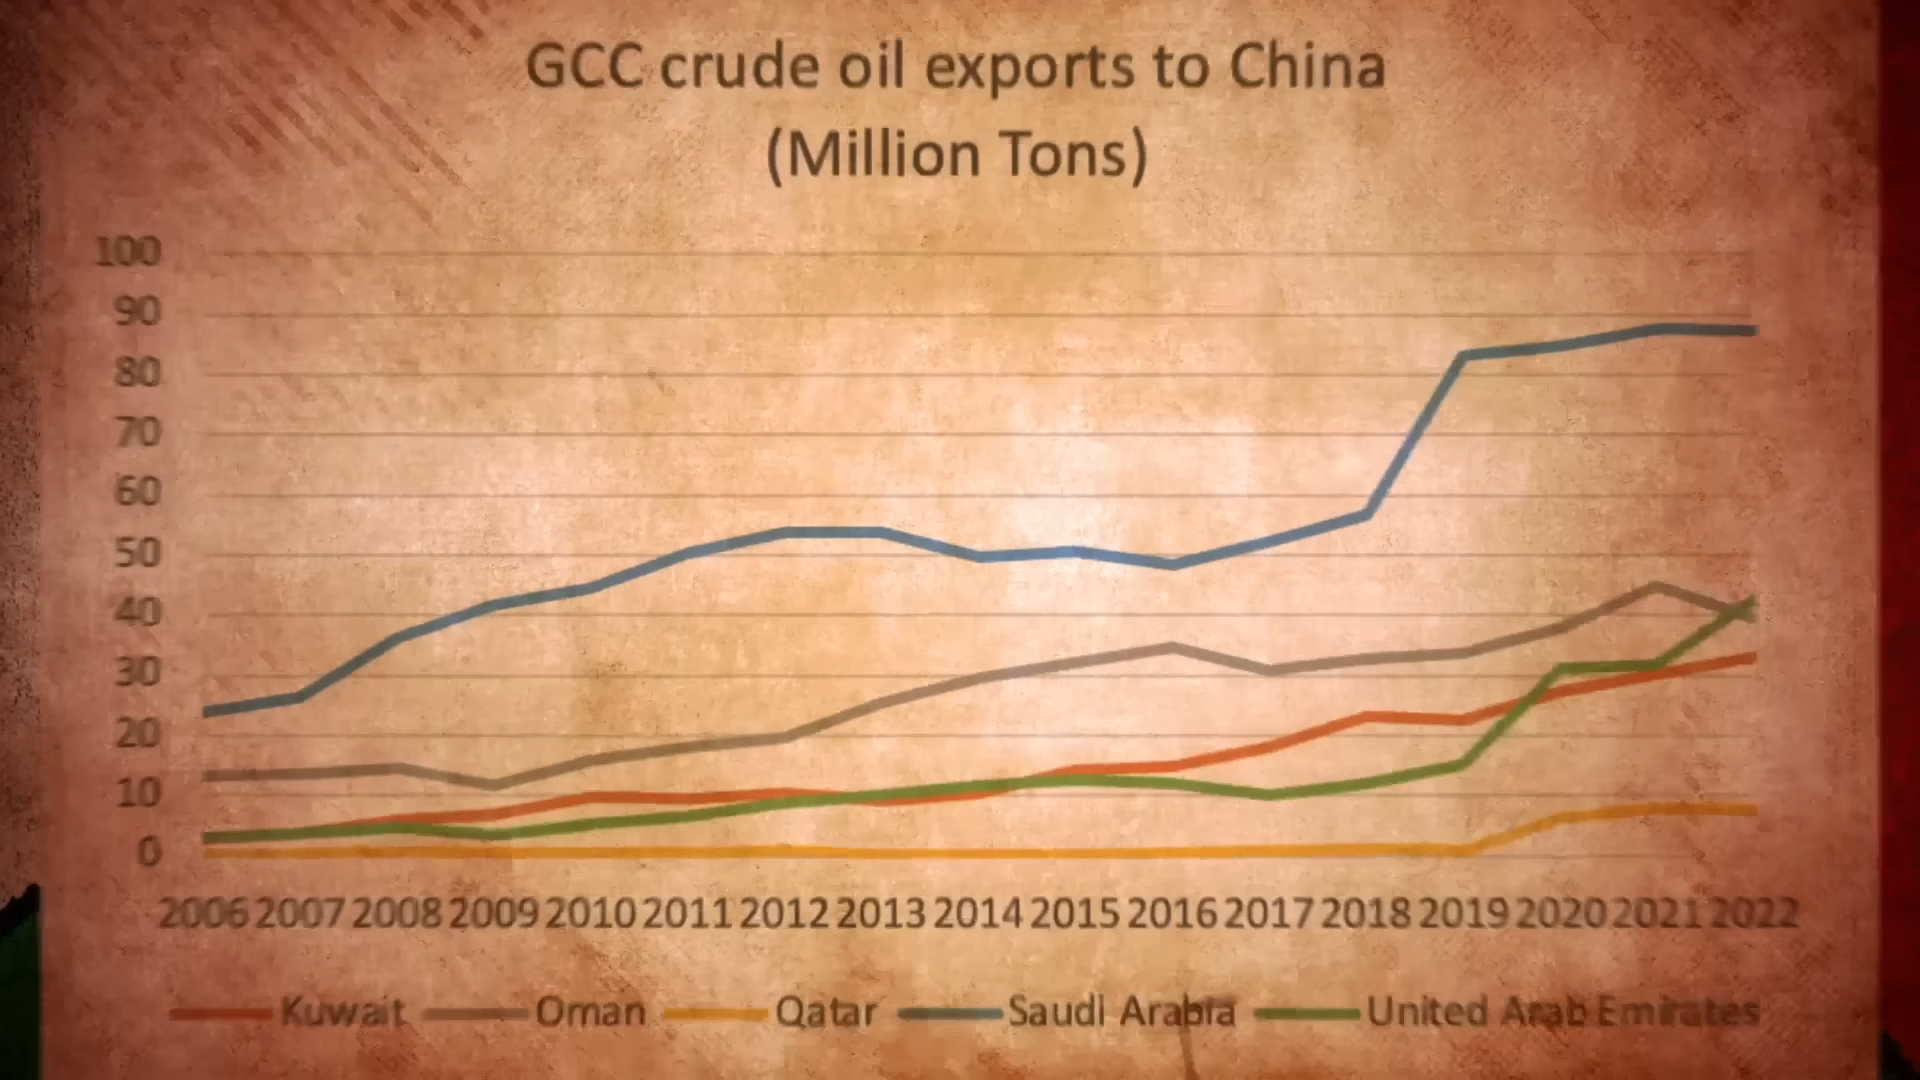 GCC crude oil exports to China
(Million Tons)
100
90
80
70
60
50
40
30
20
10
0
2006 2007 2008 2009 2010 2011 2012 2013 2014 2015 2016 2017 2018 2019 2020 2021 2022
Kuwait Oman Qatar Saudi Arabia United Arab Emirates